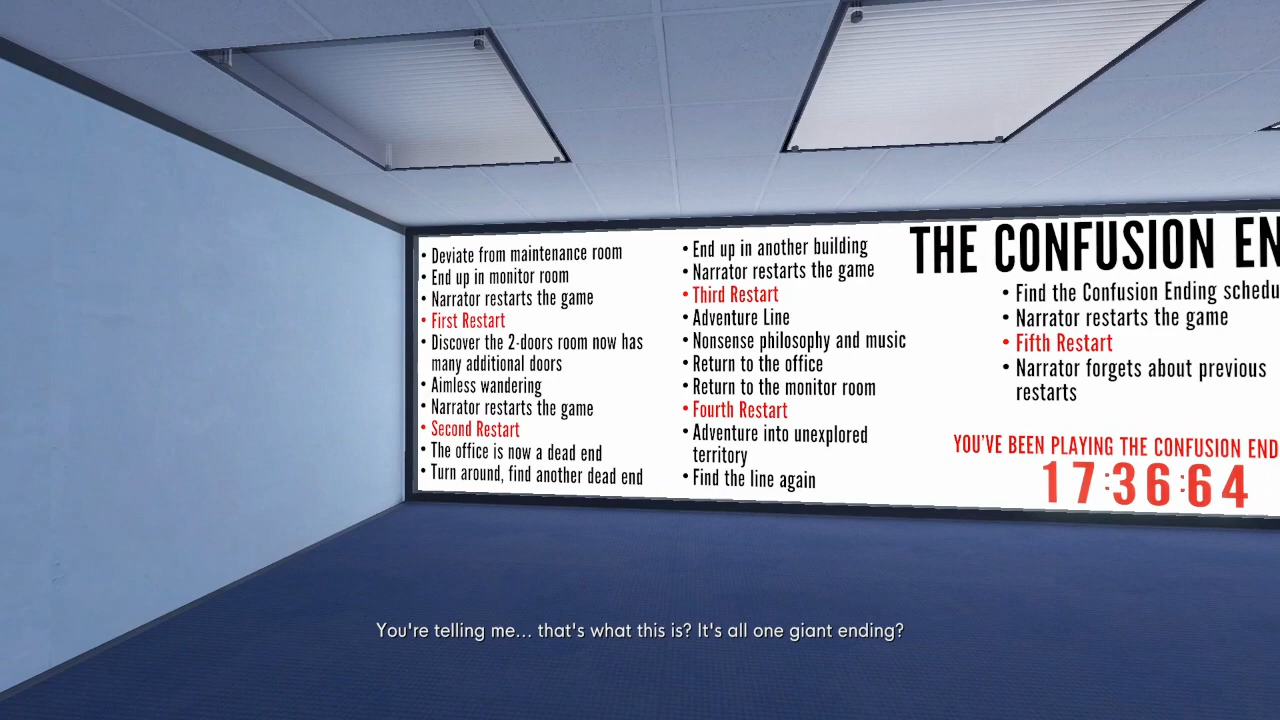 • Deviate from maintenance room
• End up in monitor room
• Narrator restarts the game
• First Restart
• Discover the 2-doors room now has
many additional doors
• Aimless wandering
• Narrator restarts the game
• Second Restart
• The office is now a dead end
• Turn around, find another dead end
• End up in another building
• Narrator restarts the game
• Third Restart
• Adventure Line
• Nonsense philosophy and music
• Return to the office
• Return to the monitor room
• Fourth Restart
• Adventure into unexplored
territory
• Find the line again
THE CONFUSION EN
• Find the Confusion Ending schedu
• Narrator restarts the game
• Fifth Restart
• Narrator forgets about previous
restarts
YOU'VE BEEN PLAYING THE CONFUSION END
17:36:64
You're telling me... that's what this is? It's all one giant ending?